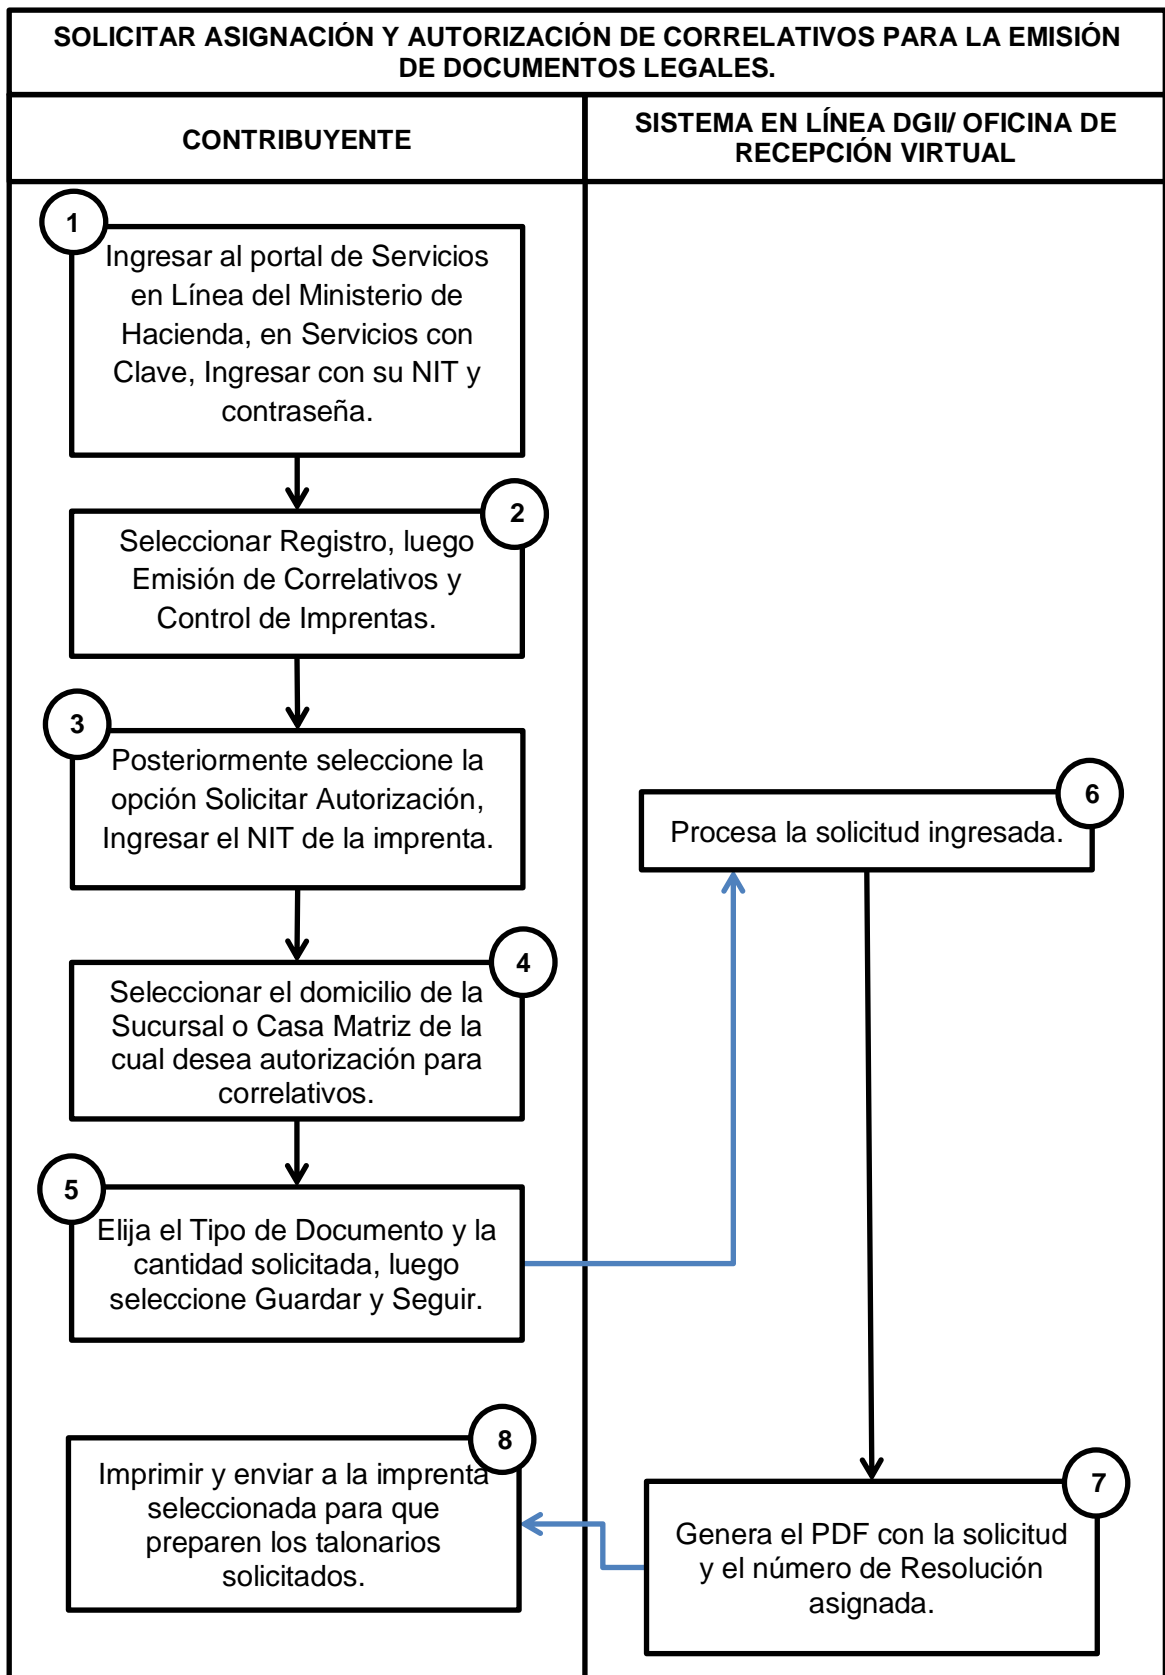 SOLICITAR ASIGNACIÓN Y AUTORIZACIÓN DE CORRELATIVOS PARA LA EMISIÓN
DE DOCUMENTOS LEGALES.
CONTRIBUYENTE
SISTEMA EN LÍNEA DGII/ OFICINA DE
RECEPCIÓN VIRTUAL
1
Ingresar al portal de Servicios
en Línea del Ministerio de
Hacienda, en Servicios con
Clave, Ingresar con su NIT y
contraseña.
2
Seleccionar Registro, luego
Emisión de Correlativos y
Control de Imprentas.
3
Posteriormente seleccione la
opción Solicitar Autorización,
Ingresar el NIT de la imprenta.
4
Seleccionar el domicilio de la
Sucursal o Casa Matriz de la
cual desea autorización para
correlativos.
5
Elija el Tipo de Documento y la
cantidad solicitada, luego
seleccione Guardar y Seguir.
6
Procesa la solicitud ingresada.
7
Genera el PDF con la solicitud
y el número de Resolución
asignada.
8
Imprimir y enviar a la imprenta
seleccionada para que
preparen los talonarios
solicitados.